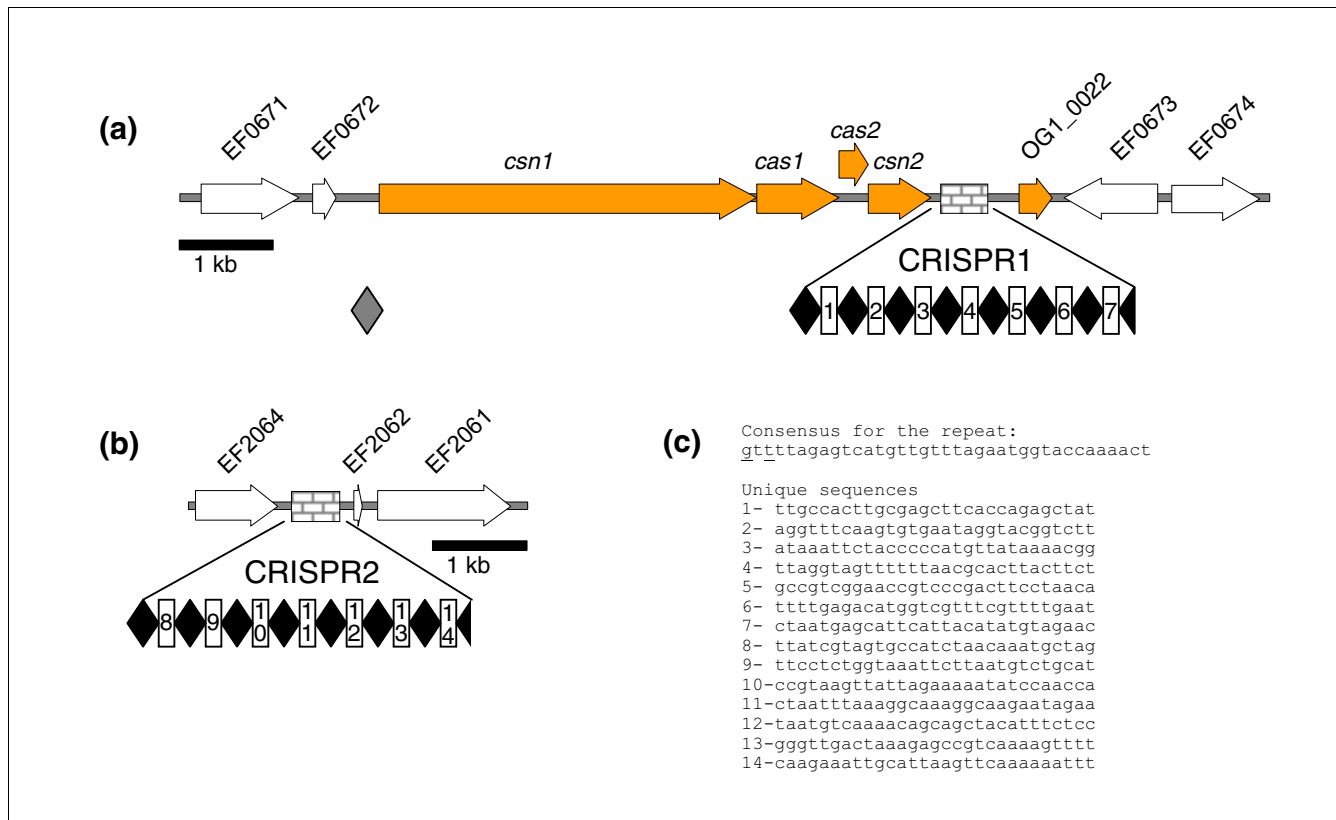 (a)
EF0671
EF0672
csn1
cas1
cas2
csn2
OG1_0022
EF0673
EF0674
1 kb
CRISPR1
1 2 3 4 5 6 7
(b)
EF2064
EF2062
EF2061
1 kb
CRISPR2
8 9 10 11 12 13 14
(c)
Consensus for the repeat:
gttttagagtcatgttgtttagaatggtaccaaaact
Unique sequences
1- ttgccacttgcgagcttcaccagagctat
2- aggtttcaagtgtgaataggtacggtctt
3- ataaattctacccccatgttataaaacgg
4- ttaggtagttttttaacgcacttacttct
5- gccgtcggaaccgtcccgacttcctaaca
6- ttttgagacatggtcgtttcgttttgaat
7- ctaatgagcattcattacatatgtagaac
8- ttatcgtagtgccatctaacaaatgctag
9- ttcctctggtaaattcttaatgtctgcat
10-ccgtaagttattagaaaaatatccaacca
11-ctaatttaaaggcaaaggcaagaatagaa
12-taatgtcaaaacagcagctacatttctcc
13-gggttgactaaagagccgtcaaaagtttt
14-caagaaattgcattaagttcaaaaaattt